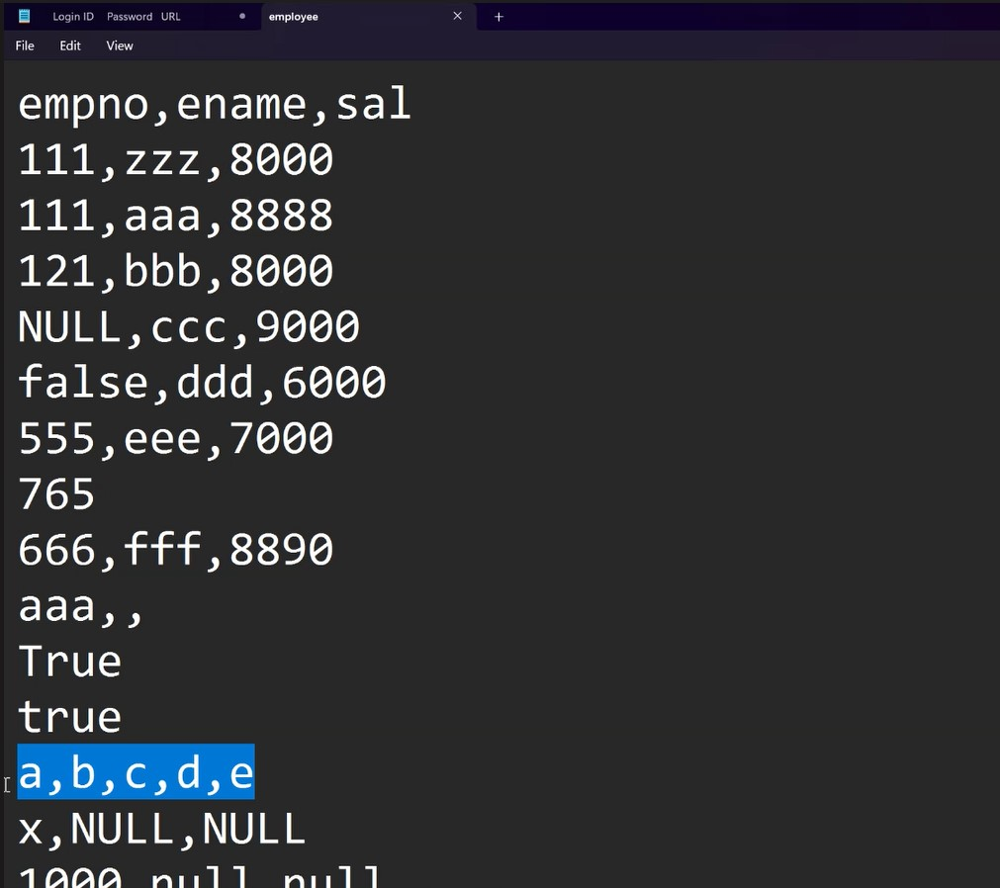 Login ID Password URL
employee
File Edit View
empno,ename,sal
111,zzz,8000
111,aaa,8888
121,bbb,8000
NULL,ccc,9000
false,ddd,6000
555,eee,7000
765
666,fff,8890
aaa,,
True
true
a,b,c,d,e
x,NULL,NULL
1000,null,null